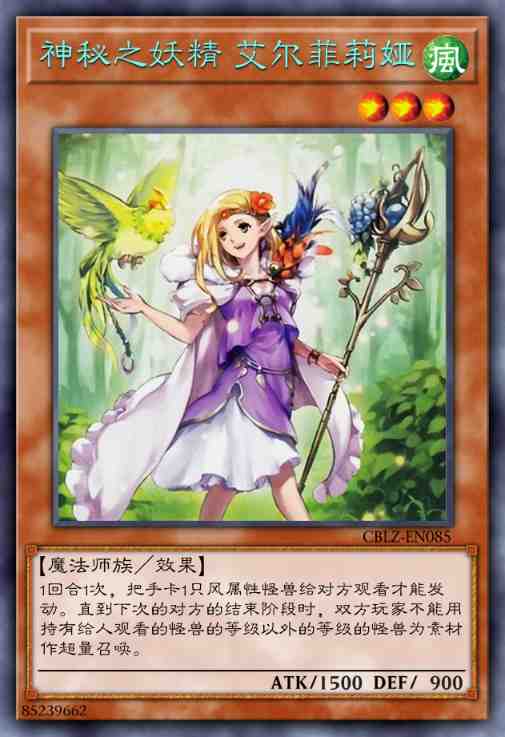 神秘之妖精 艾尔菲莉娅
風
CBLZ-EN085
【魔法师族／效果】
1回合1次，把手卡1只风属性怪兽给对方观看才能发
动。直到下次的对方的结束阶段时，双方玩家不能用
持有给人观看的怪兽的等级以外的等级的怪兽为素材
作超量召唤。
ATK/1500 DEF/ 900
85239662